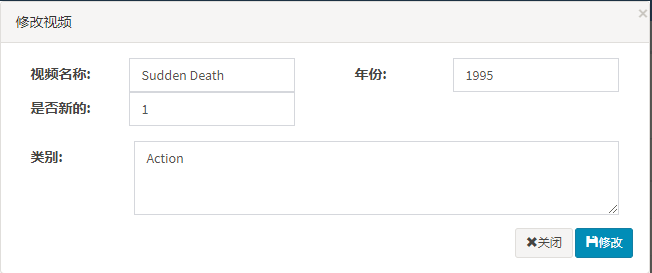 修改视频 ×
视频名称: Sudden Death 年份: 1995
是否新的: 1
类别: Action
✖关闭 修改